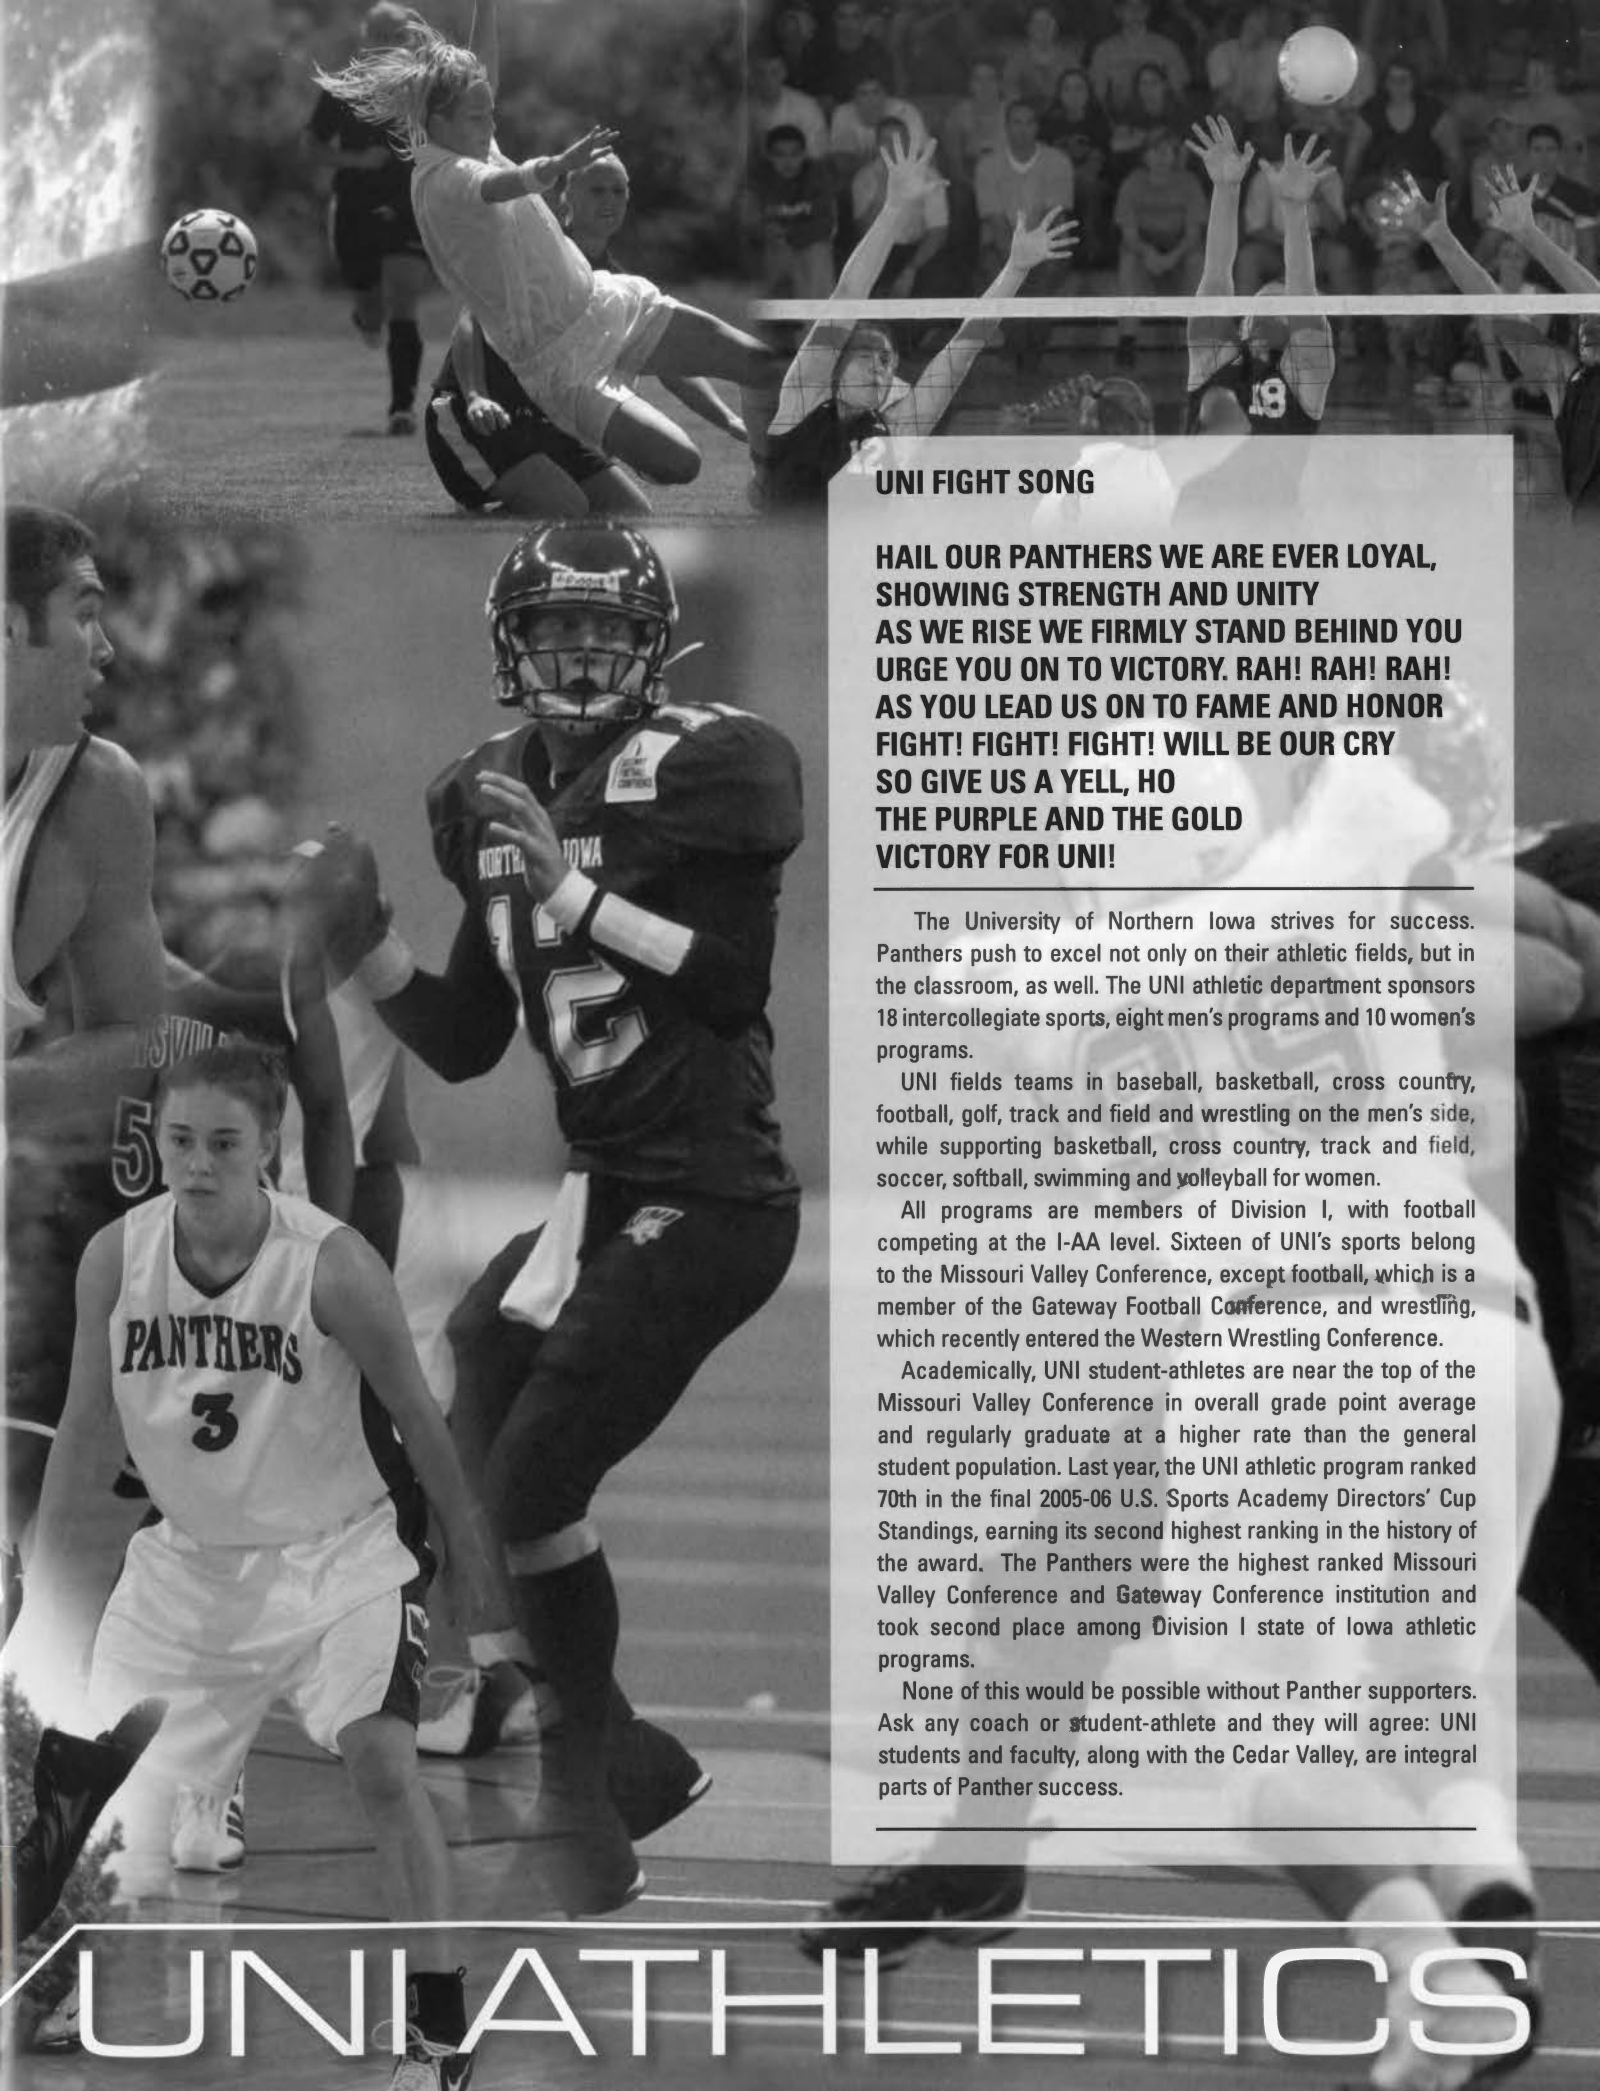 18
12
UNI FIGHT SONG
HAIL OUR PANTHERS WE ARE EVER LOYAL,
SHOWING STRENGTH AND UNITY
AS WE RISE WE FIRMLY STAND BEHIND YOU
URGE YOU ON TO VICTORY. RAH! RAH! RAH!
AS YOU LEAD US ON TO FAME AND HONOR
FIGHT! FIGHT! FIGHT! WILL BE OUR CRY
SO GIVE US A YELL, HO
THE PURPLE AND THE GOLD
VICTORY FOR UNI!
The University of Northern Iowa strives for success.
Panthers push to excel not only on their athletic fields, but in
the classroom, as well. The UNI athletic department sponsors
18 intercollegiate sports, eight men's programs and 10 women's
programs.
UNI fields teams in baseball, basketball, cross country,
football, golf, track and field and wrestling on the men's side,
while supporting basketball, cross country, track and field,
soccer, softball, swimming and volleyball for women.
All programs are members of Division I, with football
competing at the I-AA level. Sixteen of UNI's sports belong
to the Missouri Valley Conference, except football, which is a
member of the Gateway Football Conference, and wrestling,
which recently entered the Western Wrestling Conference.
Academically, UNI student-athletes are near the top of the
Missouri Valley Conference in overall grade point average
and regularly graduate at a higher rate than the general
student population. Last year, the UNI athletic program ranked
70th in the final 2005-06 U.S. Sports Academy Directors' Cup
Standings, earning its second highest ranking in the history of
the award. The Panthers were the highest ranked Missouri
Valley Conference and Gateway Conference institution and
took second place among Division I state of Iowa athletic
programs.
None of this would be possible without Panther supporters.
Ask any coach or student-athlete and they will agree: UNI
students and faculty, along with the Cedar Valley, are integral
parts of Panther success.
IOWA
12
5
PANTHERS
3
UNI ATHLETICS